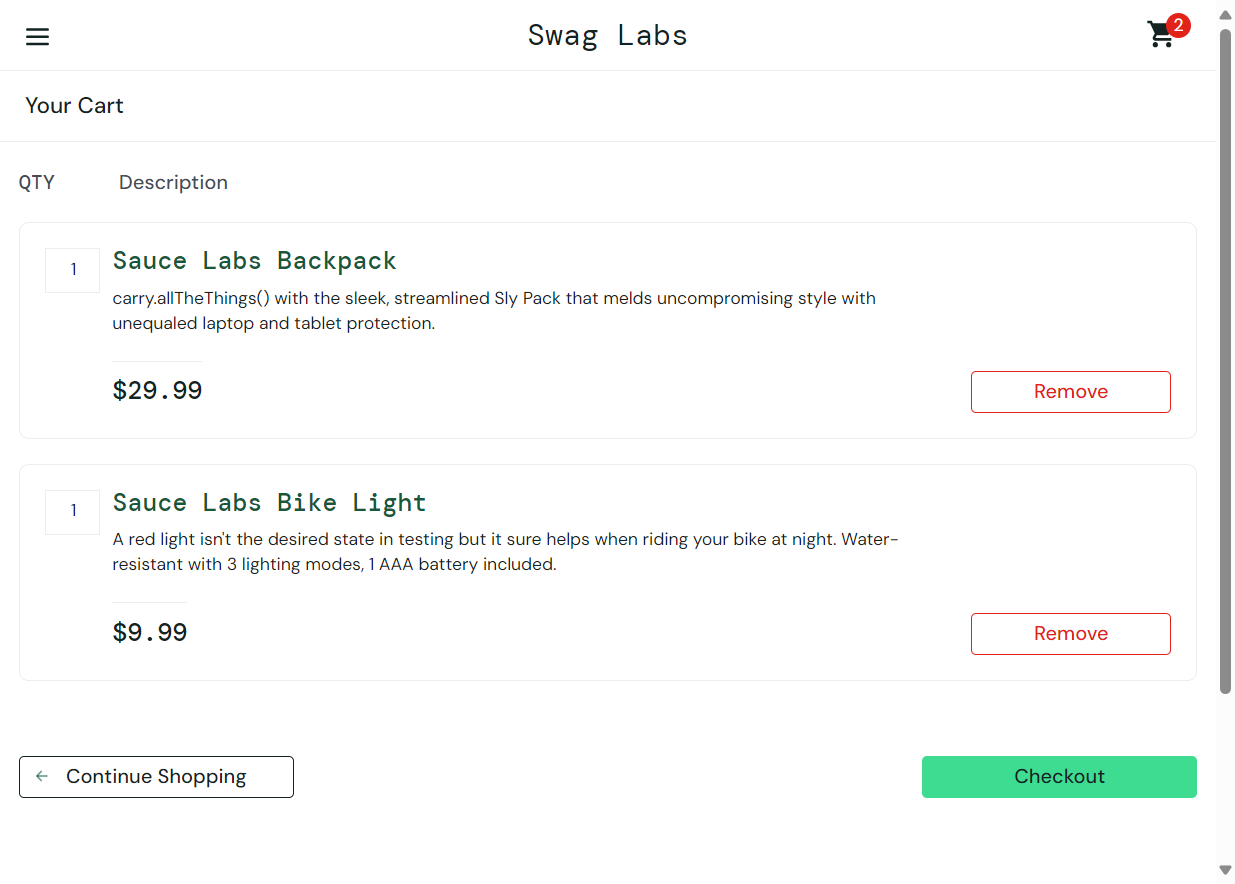 Swag Labs
2
Your Cart
QTY
Description
1
Sauce Labs Backpack
carry.allTheThings() with the sleek, streamlined Sly Pack that melds uncompromising style with
unequaled laptop and tablet protection.
$29.99
Remove
1
Sauce Labs Bike Light
A red light isn't the desired state in testing but it sure helps when riding your bike at night. Water-
resistant with 3 lighting modes, 1 AAA battery included.
$9.99
Remove
Continue Shopping
Checkout